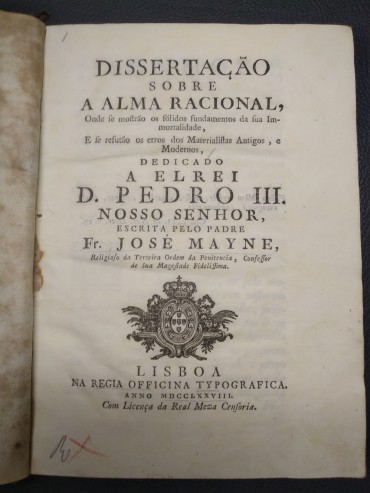 1
DISSERTAÇÃO
SOBRE
A ALMA RACIONAL,
Onde ſe moſtrão os ſólidos fundamentos da ſua Im-
mortalidade,
E ſe refutão os erros dos Materialiſtas Antigos, e
Modernos,
DEDICADO
A ELREI
D. PEDRO III.
NOSSO SENHOR,
ESCRITA PELO PADRE
Fr. JOSÉ MAYNE,
Religioſo da Terceira Ordem da Penitencia, Confeſſor
de Sua Mageſtade Fideliſſima.
LISBOA
NA REGIA OFFICINA TYPOGRAFICA.
ANNO MDCCLXXVIII.
Com Licença da Real Meza Cenſoria.